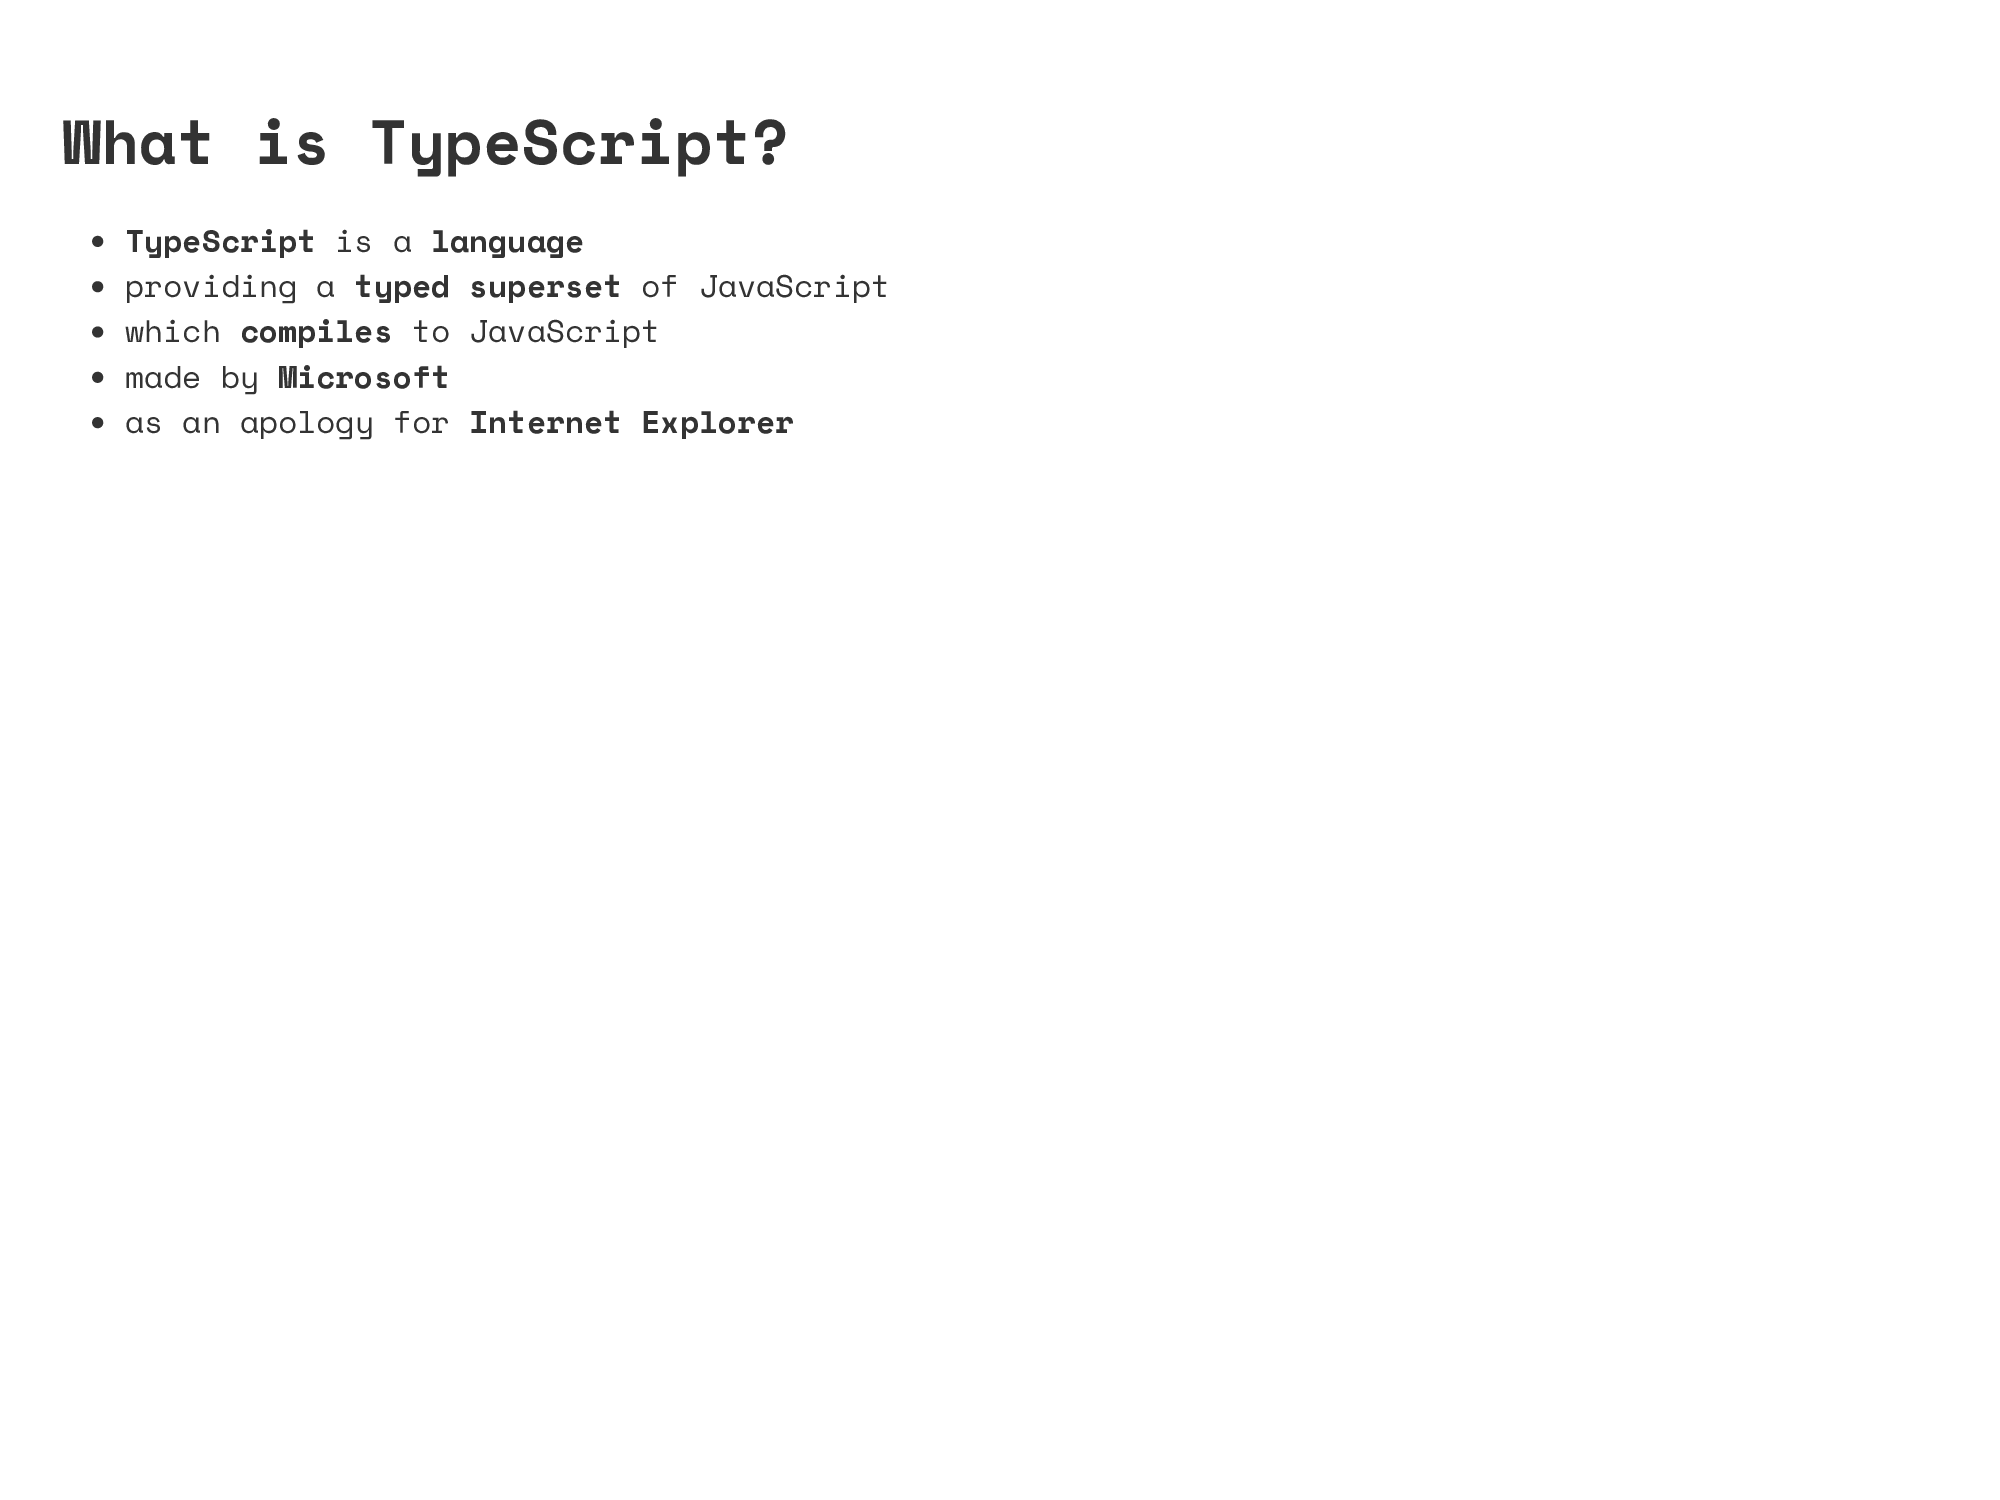 What is TypeScript?
TypeScript is a language
providing a typed superset of JavaScript
which compiles to JavaScript
made by Microsoft
as an apology for Internet Explorer